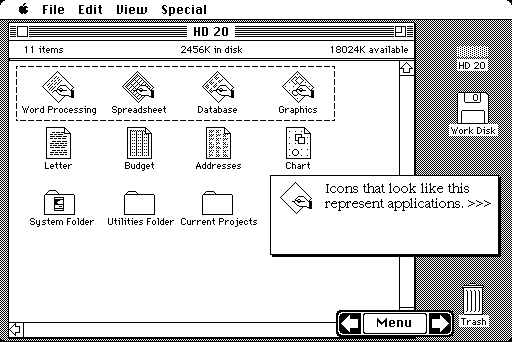 File Edit View Special
HD 20
11 items 2456K in disk 18024K available
HD 20
Word Processing Spreadsheet Database Graphics
0
Work Disk
Letter Budget Addresses Chart
Icons that look like this
represent applications. >>>
System Folder Utilities Folder Current Projects
Menu
Trash